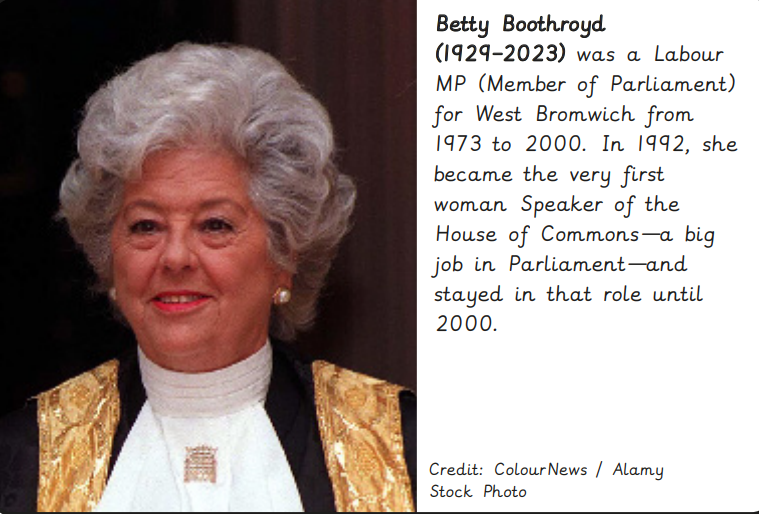 Betty Boothroyd
(1929–2023) was a Labour
MP (Member of Parliament)
for West Bromwich from
1973 to 2000. In 1992, she
became the very first
woman Speaker of the
House of Commons—a big
job in Parliament—and
stayed in that role until
2000.
Credit: ColourNews / Alamy
Stock Photo